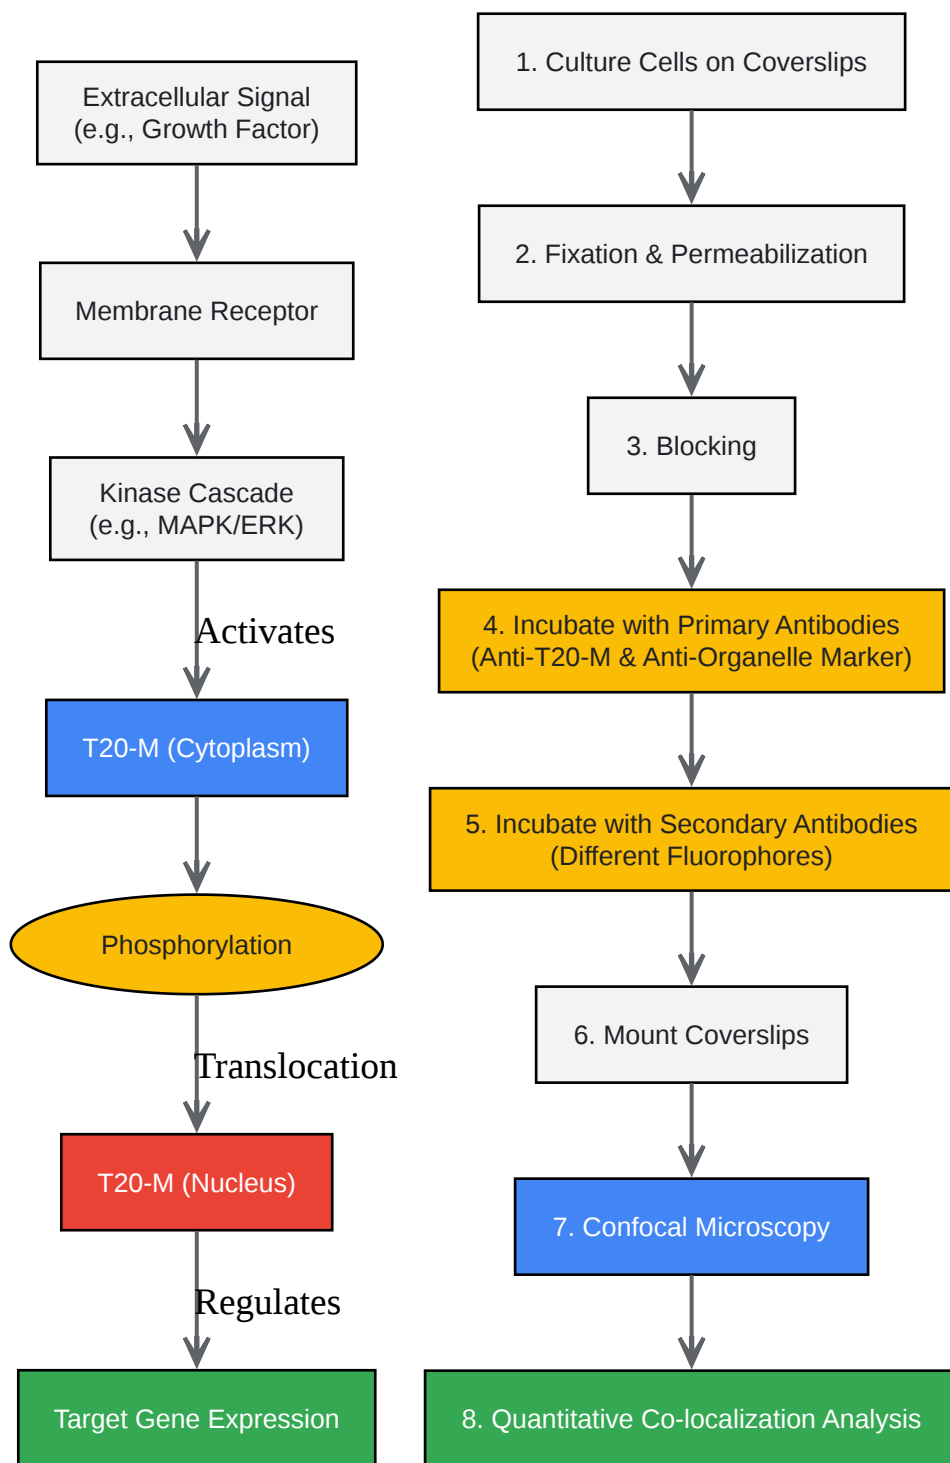 Extracellular Signal
(e.g., Growth Factor)
Membrane Receptor
Kinase Cascade
(e.g., MAPK/ERK)
Activates
T20-M (Cytoplasm)
Phosphorylation
Translocation
T20-M (Nucleus)
Regulates
Target Gene Expression
1. Culture Cells on Coverslips
2. Fixation & Permeabilization
3. Blocking
4. Incubate with Primary Antibodies
(Anti-T20-M & Anti-Organelle Marker)
5. Incubate with Secondary Antibodies
(Different Fluorophores)
6. Mount Coverslips
7. Confocal Microscopy
8. Quantitative Co-localization Analysis